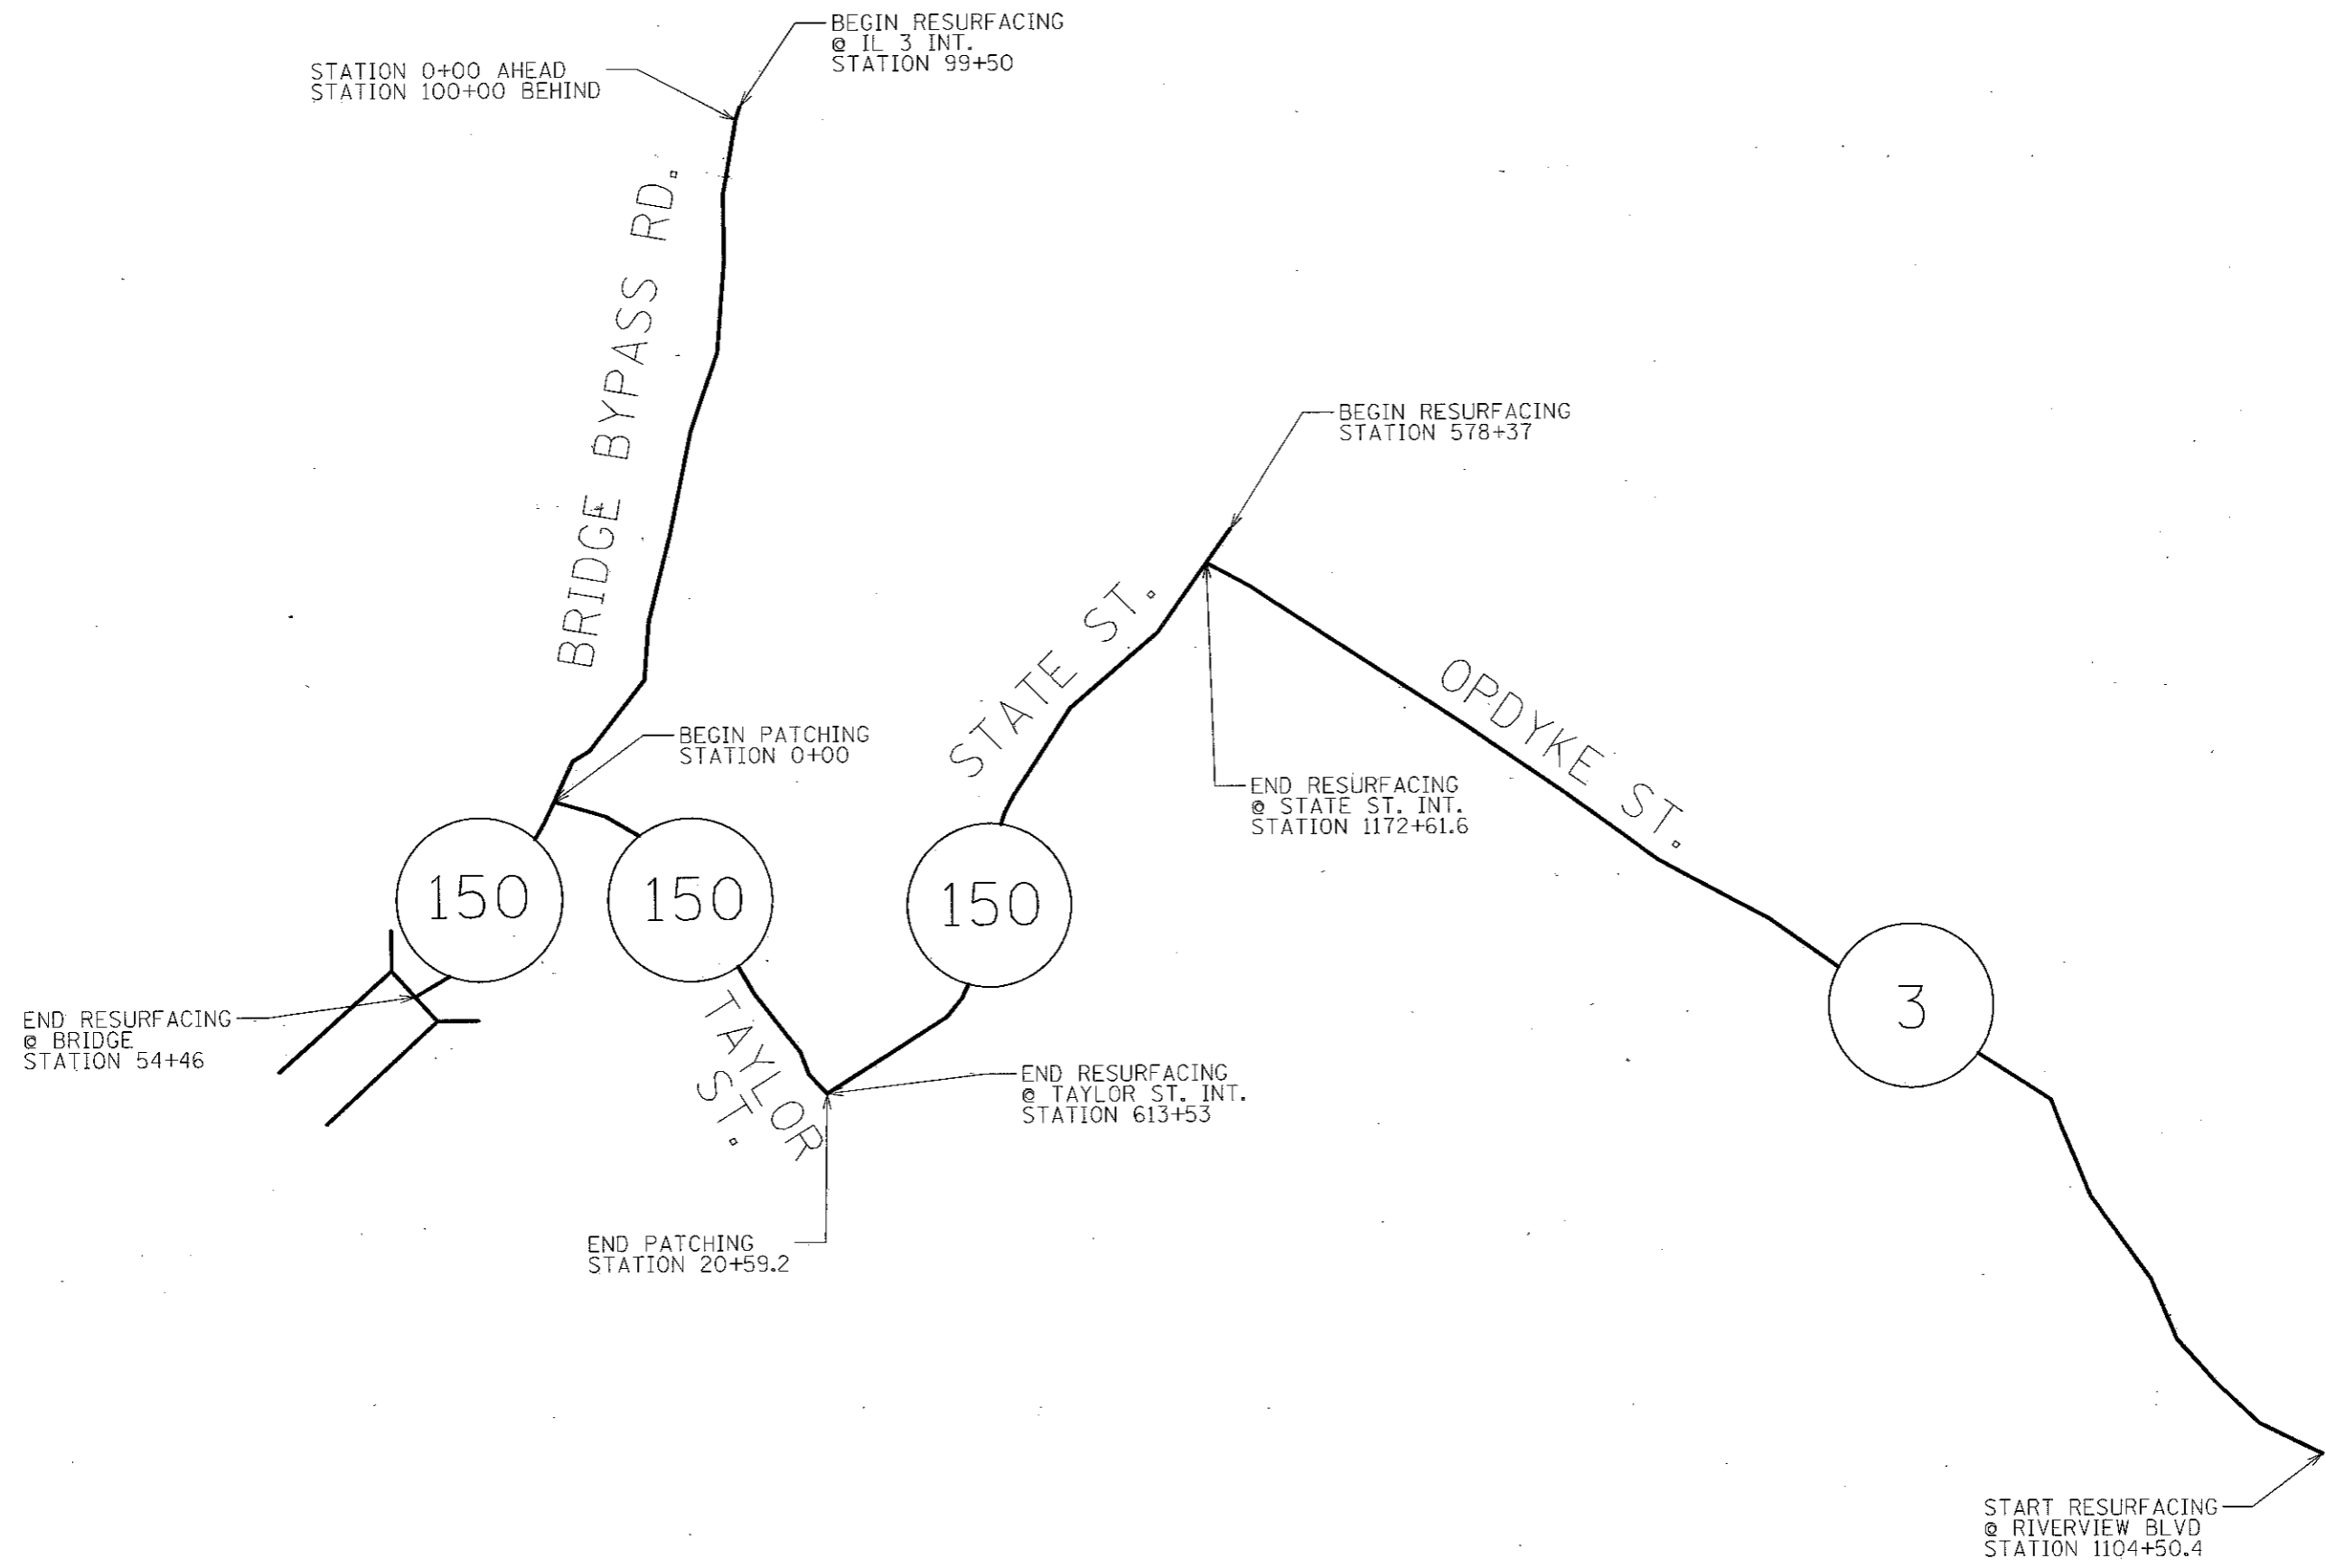 BEGIN RESURFACING
@ IL 3 INT.
STATION 99+50
STATION 0+00 AHEAD
STATION 100+00 BEHIND
BRIDGE BYPASS RD.
BEGIN RESURFACING
STATION 578+37
STATE ST.
OPDYKE ST.
BEGIN PATCHING
STATION 0+00
END RESURFACING
@ STATE ST. INT.
STATION 1172+61.6
150
150
150
3
END RESURFACING
@ BRIDGE
STATION 54+46
TAYLOR
ST.
END RESURFACING
@ TAYLOR ST. INT.
STATION 613+53
END PATCHING
STATION 20+59.2
START RESURFACING
@ RIVERVIEW BLVD
STATION 1104+50.4